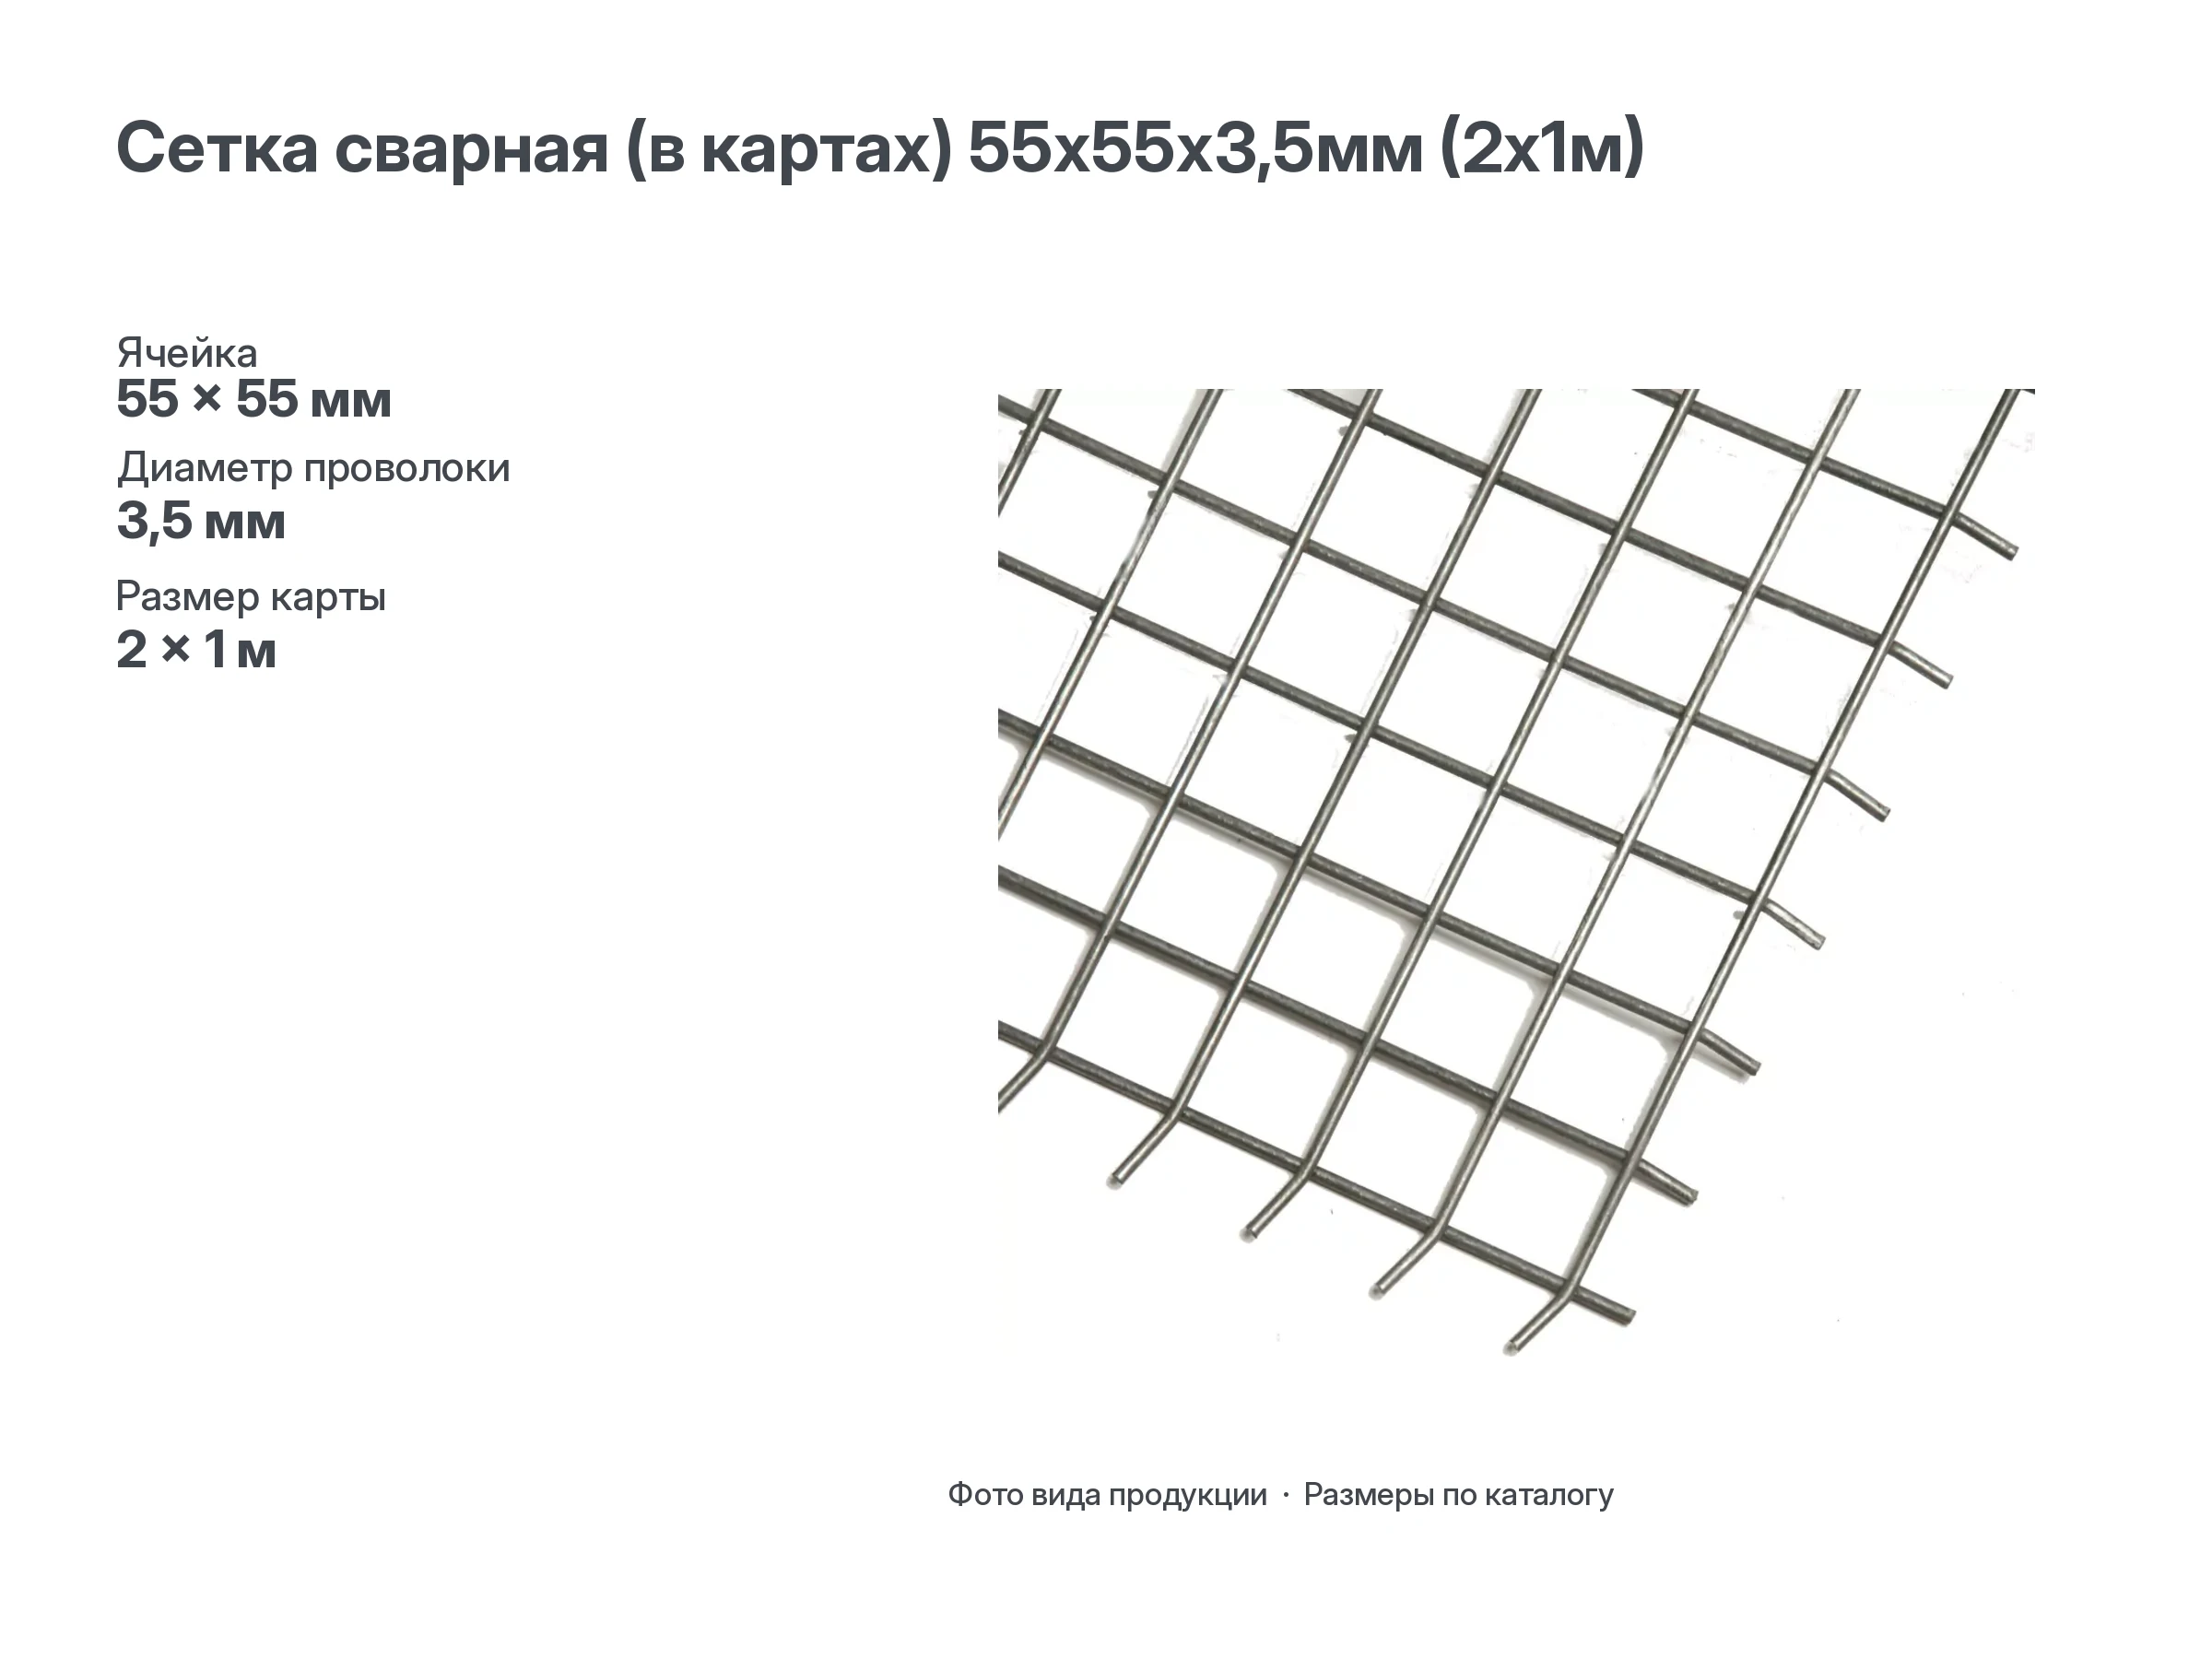 Сетка сварная (в картах) 55х55х3,5мм (2х1м)
Ячейка
55 × 55 мм
Диаметр проволоки
3,5 мм
Размер карты
2 × 1 м
Фото вида продукции · Размеры по каталогу